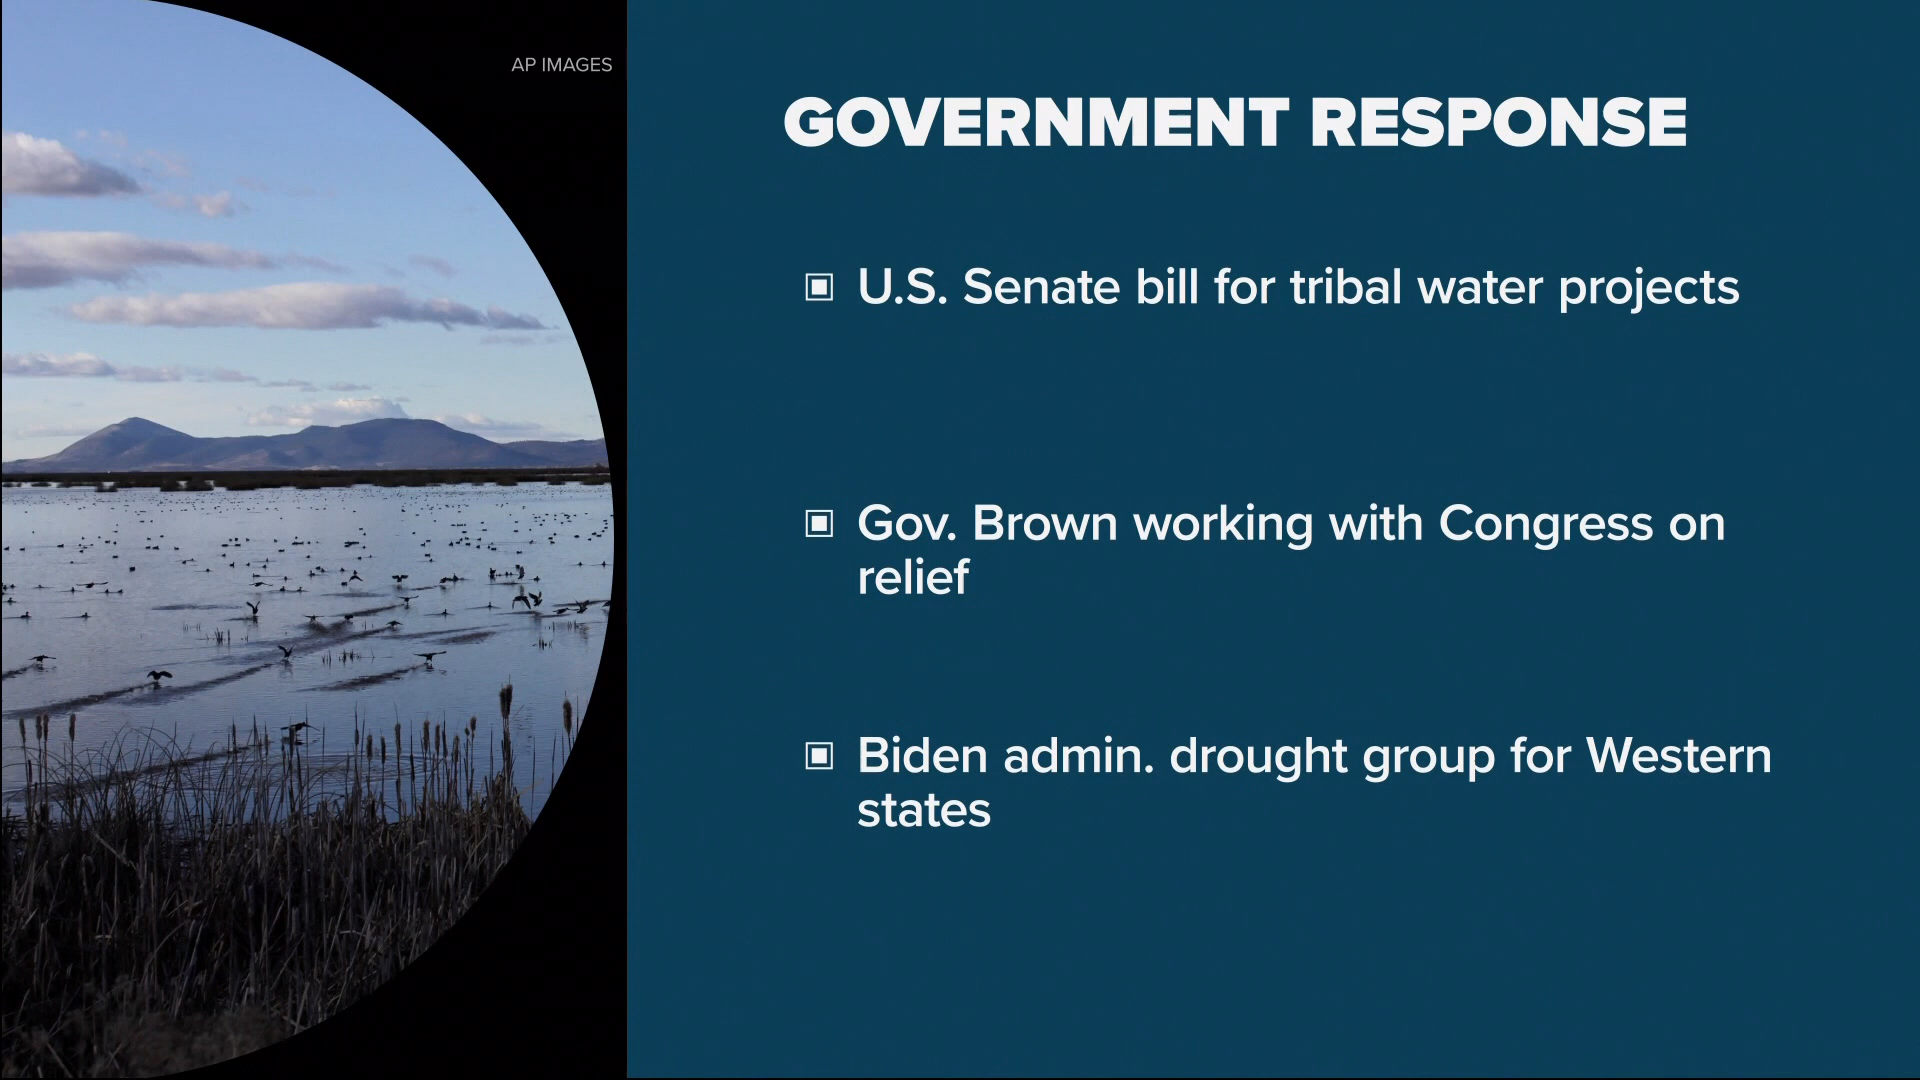 AP IMAGES
GOVERNMENT RESPONSE
U.S. Senate bill for tribal water projects
Gov. Brown working with Congress on
relief
Biden admin. drought group for Western
states